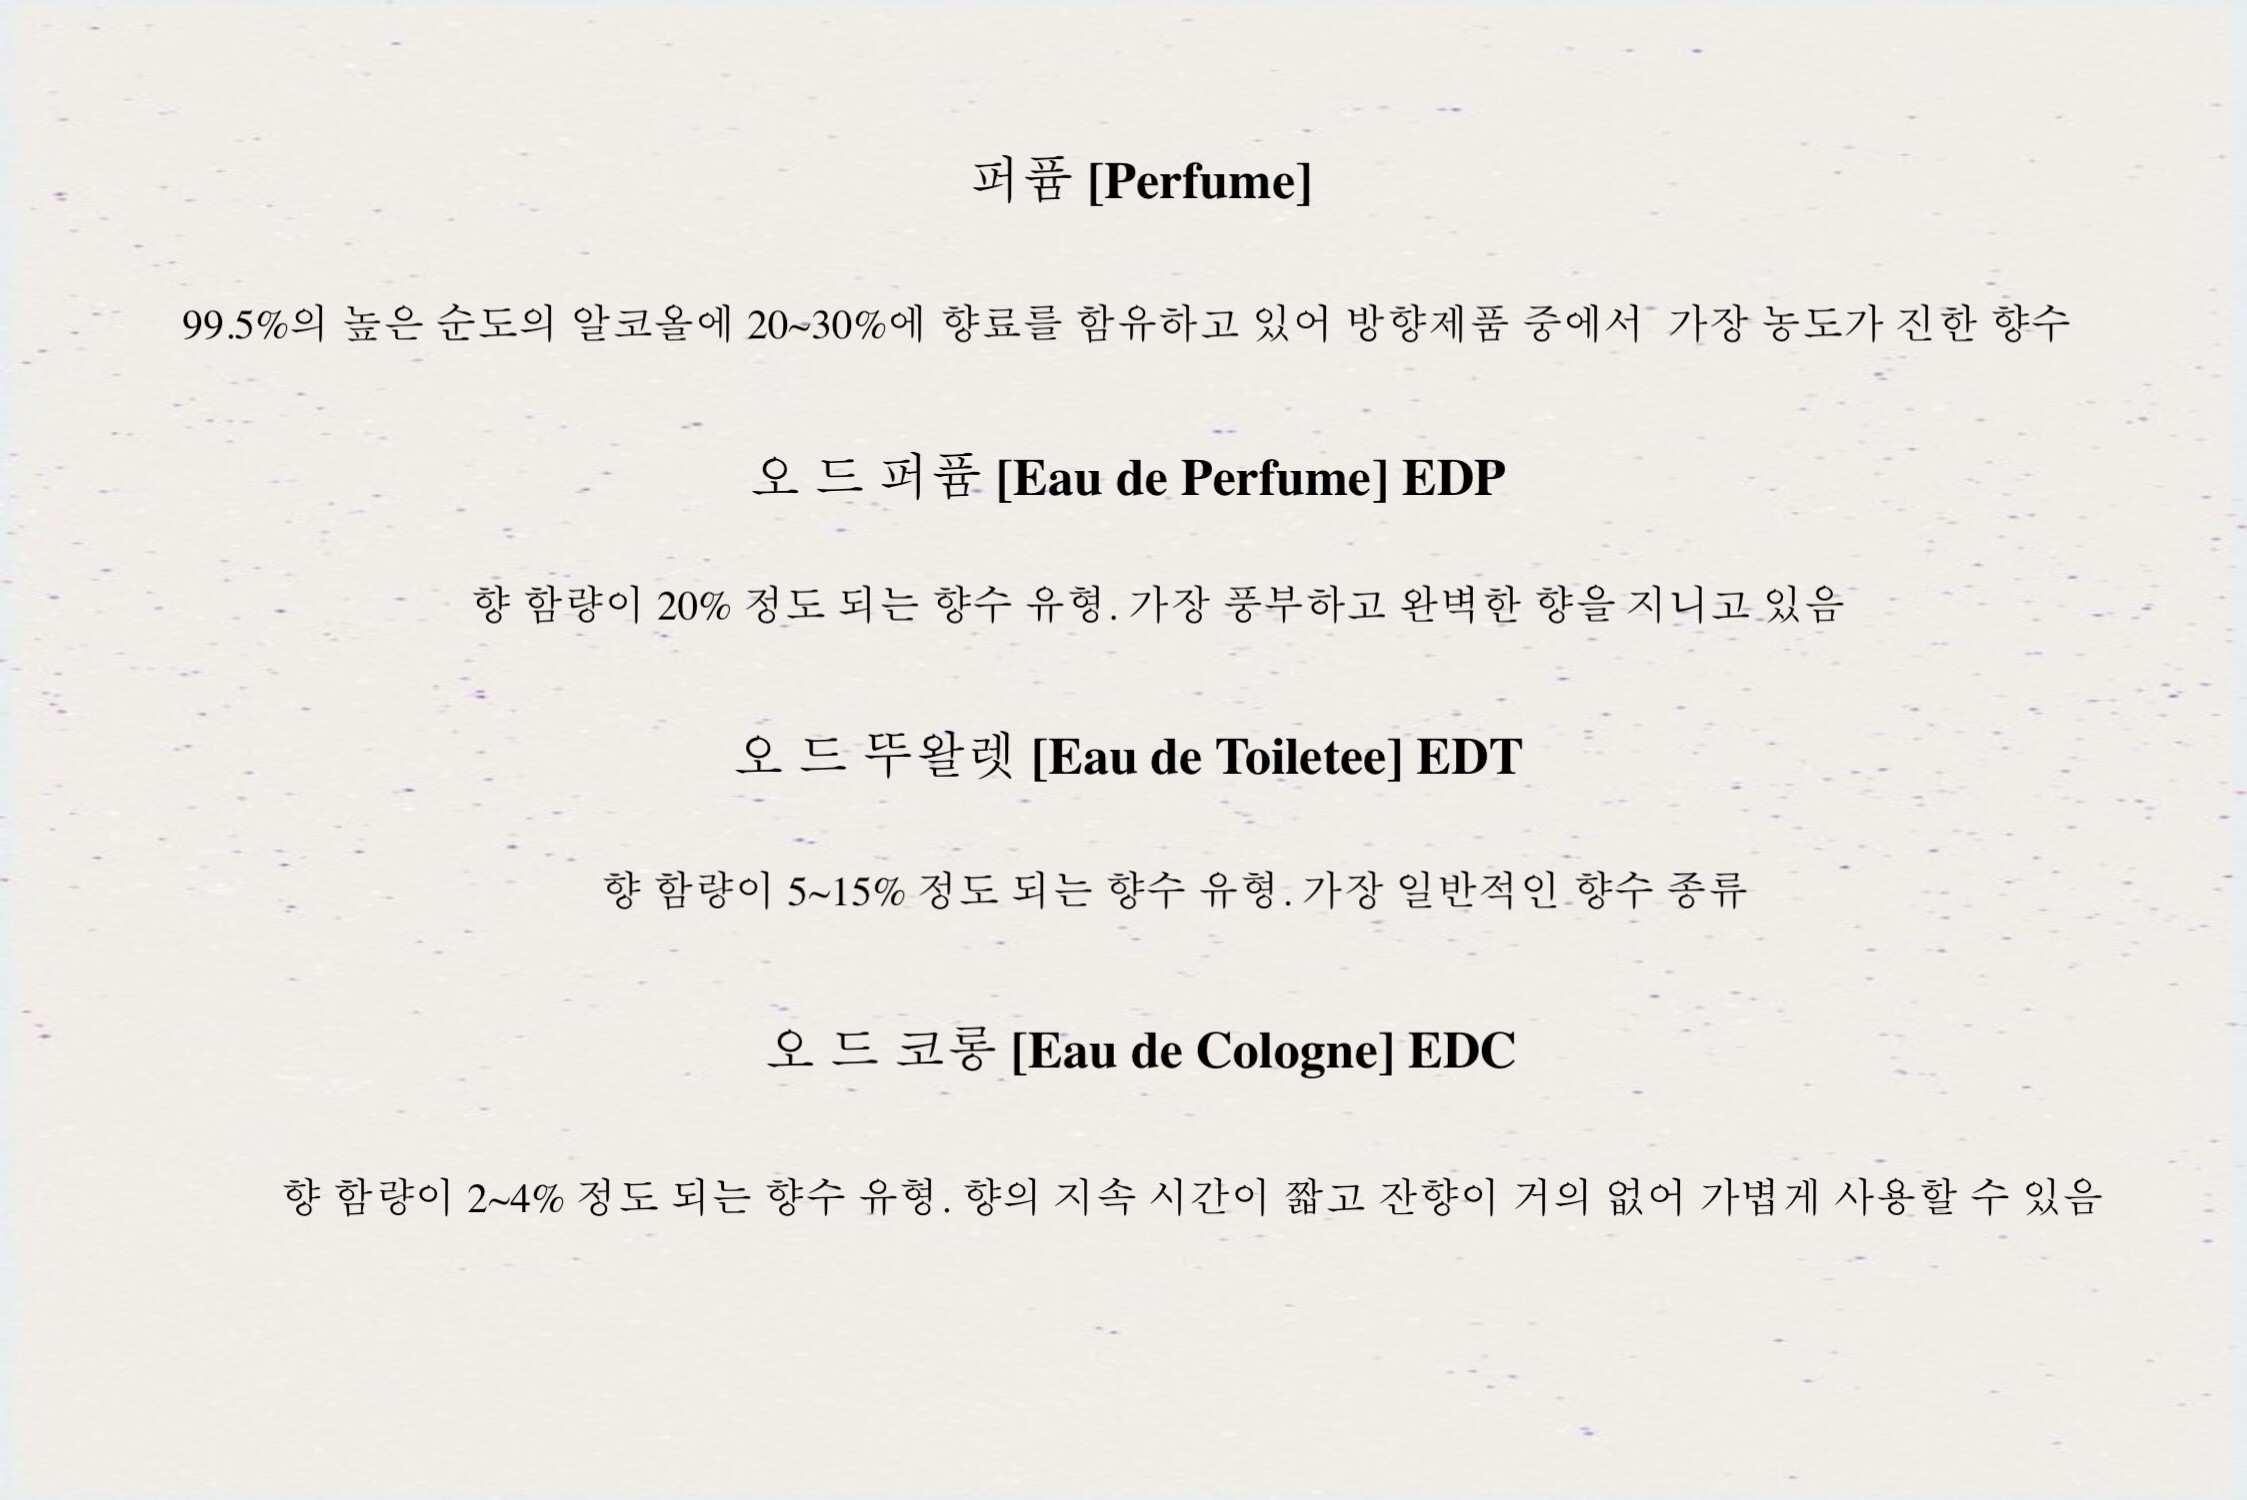 퍼퓸 [Perfume]
99.5%의 높은 순도의 알코올에 20~30%에 향료를 함유하고 있어 방향제품 중에서 가장 농도가 진한 향수
오 드 퍼퓸 [Eau de Perfume] EDP
향 함량이 20% 정도 되는 향수 유형. 가장 풍부하고 완벽한 향을 지니고 있음
오 드 뚜왈렛 [Eau de Toiletee] EDT
향 함량이 5~15% 정도 되는 향수 유형. 가장 일반적인 향수 종류
오 드 코롱 [Eau de Cologne] EDC
향 함량이 2~4% 정도 되는 향수 유형. 향의 지속 시간이 짧고 잔향이 거의 없어 가볍게 사용할 수 있음